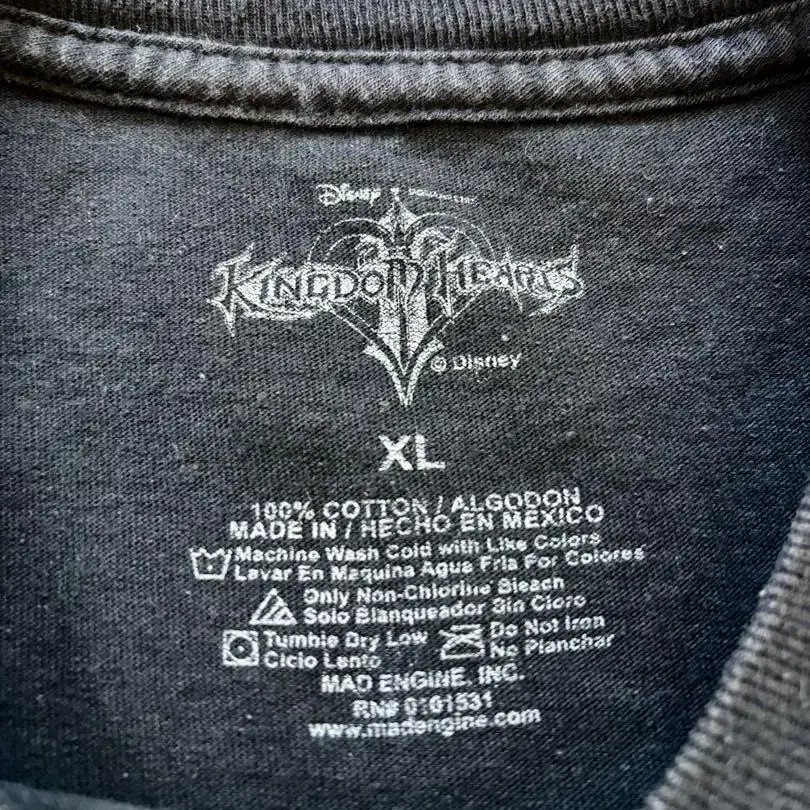 Disney
KINGDOM HEARTS
© Disney
XL
100% COTTON / ALGODON
MADE IN / HECHO EN MEXICO
Machine Wash Cold with Like Colors
Lavar En Maquina Agua Fria For Colores
Only Non-Chlorine Bleach
Solo Blanqueador Sin Cloro
Tumble Dry Low
Ciclo Lento
Do Not Iron
No Planchar
MAD ENGINE, INC.
RN# 0101531
www.madengine.com